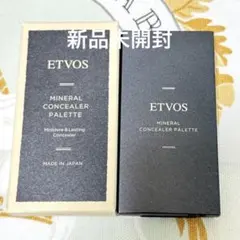 新品未開封
ETVOS
MINERAL
CONCEALER
PALETTE
Moisture & Lasting
Concealer
MADE IN JAPAN
ETVOS
MINERAL
CONCEALER PALETTE